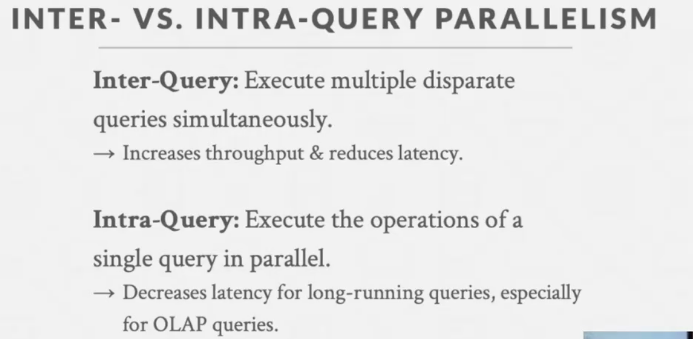 INTER- VS. INTRA-QUERY PARALLELISM
Inter-Query: Execute multiple disparate
queries simultaneously.
→ Increases throughput & reduces latency.
Intra-Query: Execute the operations of a
single query in parallel.
→ Decreases latency for long-running queries, especially
for OLAP queries.